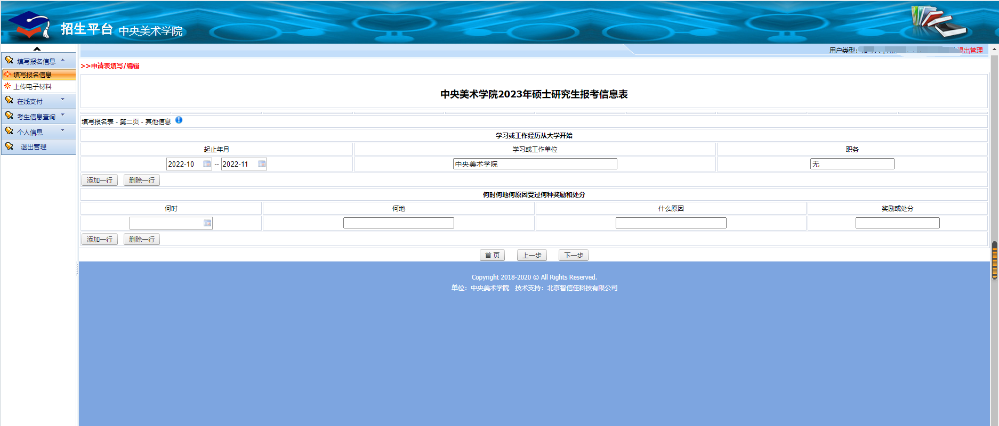 招生平台 中央美术学院
用户类型： 退出管理
填写报名信息
填写报名信息
上传电子材料
在线支付
考生信息查询
个人信息
退出管理
>>申请表填写/编辑
中央美术学院2023年硕士研究生报考信息表
填写报名表 - 第二页 - 其他信息
学习或工作经历从大学开始
起止年月 学习或工作单位 职务
2022-10 -- 2022-11 中央美术学院 无
添加一行 删除一行
何时何地何原因受过何种奖励和处分
何时 何地 什么原因 奖励或处分
添加一行 删除一行
首 页 上一步 下一步
Copyright 2018-2020 © All Rights Reserved.
单位：中央美术学院 技术支持：北京智信佳科技有限公司